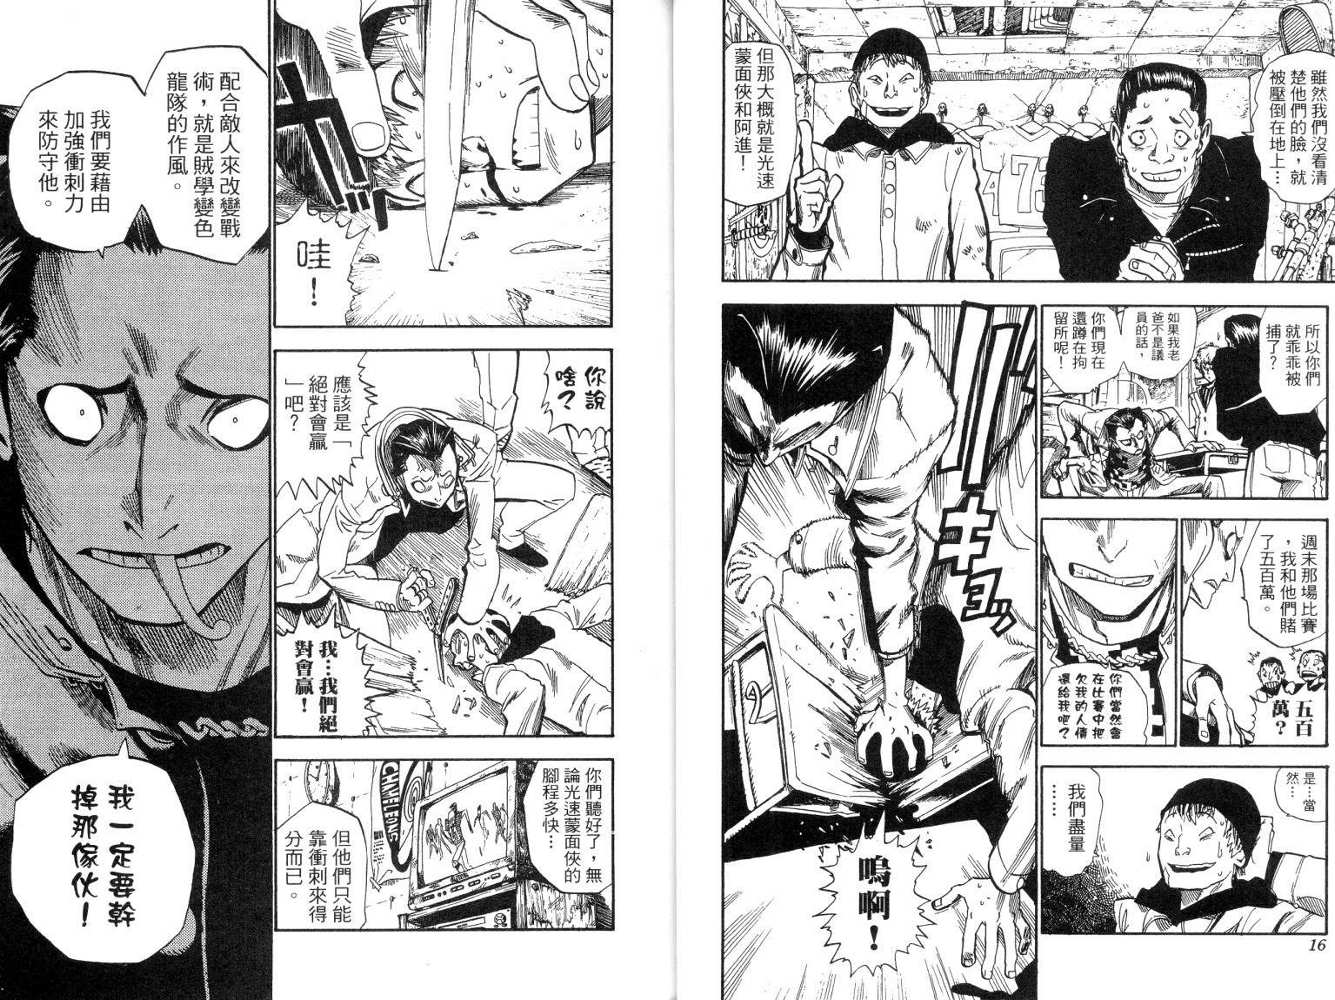 雖然我們沒看清
楚他們的臉，就
被壓倒在地上…
但那大概就是光速
蒙面俠和阿進！
所以你們
就乖乖被
捕了？
如果我老
爸不是議
員的話，
你們現在
還蹲在拘
留所呢！
週末那場比賽
，我和他們賭
了五百萬。
五百
萬？
你們當然會
在比賽中把
欠我的人情
還給我吧？
是…當
然…
我們盡量
……
ギョッ
嗚啊！
16
哇！
你說
啥？
應該是「
絕對會贏
」吧？
我…我們絕
對會贏！
你們聽好了，無
論光速蒙面俠的
腳程多快…
但他們只能
靠衝刺來得
分而已。
配合敵人來改變戰
術，就是賊學變色
龍隊的作風。
我們要藉由
加強衝刺力
來防守他。
我一定要幹
掉那傢伙！